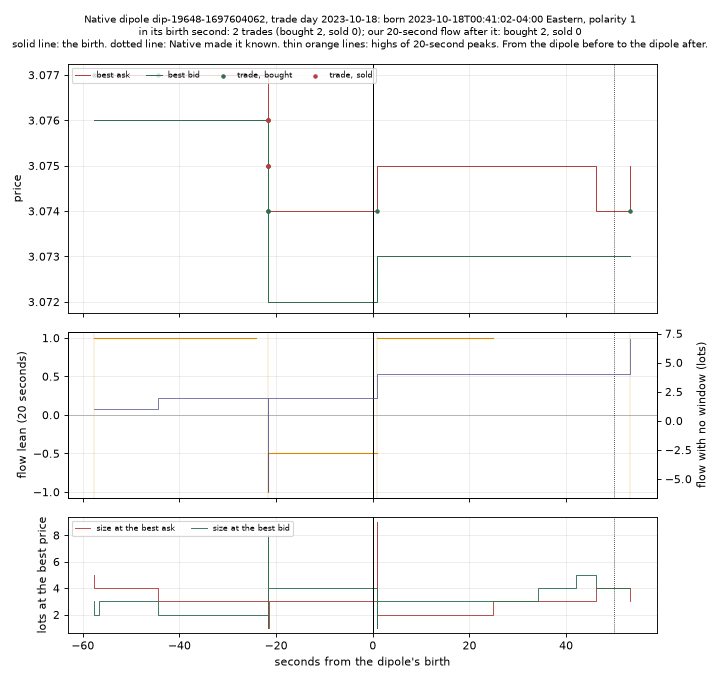 Native dipole dip-19648-1697604062, trade day 2023-10-18: born 2023-10-18T00:41:02-04:00 Eastern, polarity 1
in its birth second: 2 trades (bought 2, sold 0); our 20-second flow after it: bought 2, sold 0
solid line: the birth. dotted line: Native made it known. thin orange lines: highs of 20-second peaks. From the dipole before to the dipole after.
best ask best bid trade, bought trade, sold
3.077
3.076
3.075
3.074
3.073
3.072
price
1.0
0.5
0.0
−0.5
−1.0
flow lean (20 seconds)
7.5
5.0
2.5
0.0
−2.5
−5.0
flow with no window (lots)
size at the best ask size at the best bid
8
6
4
2
lots at the best price
−60 −40 −20 0 20 40
seconds from the dipole's birth